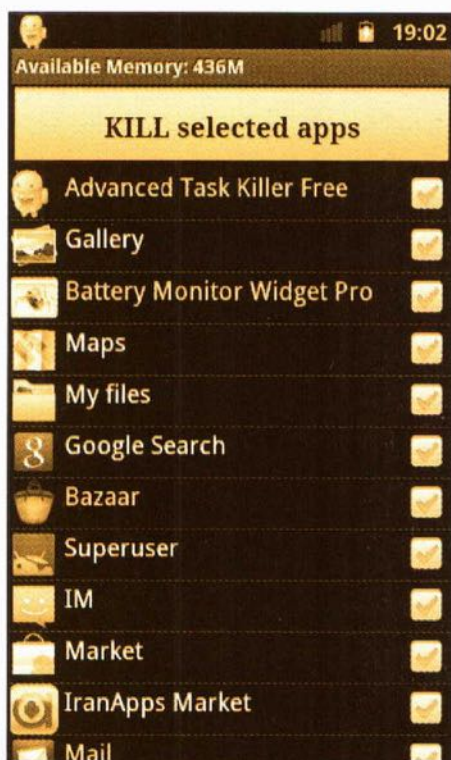 19:02
Available Memory: 436M
KILL selected apps
Advanced Task Killer Free
Gallery
Battery Monitor Widget Pro
Maps
My files
Google Search
Bazaar
Superuser
IM
Market
IranApps Market
Mail